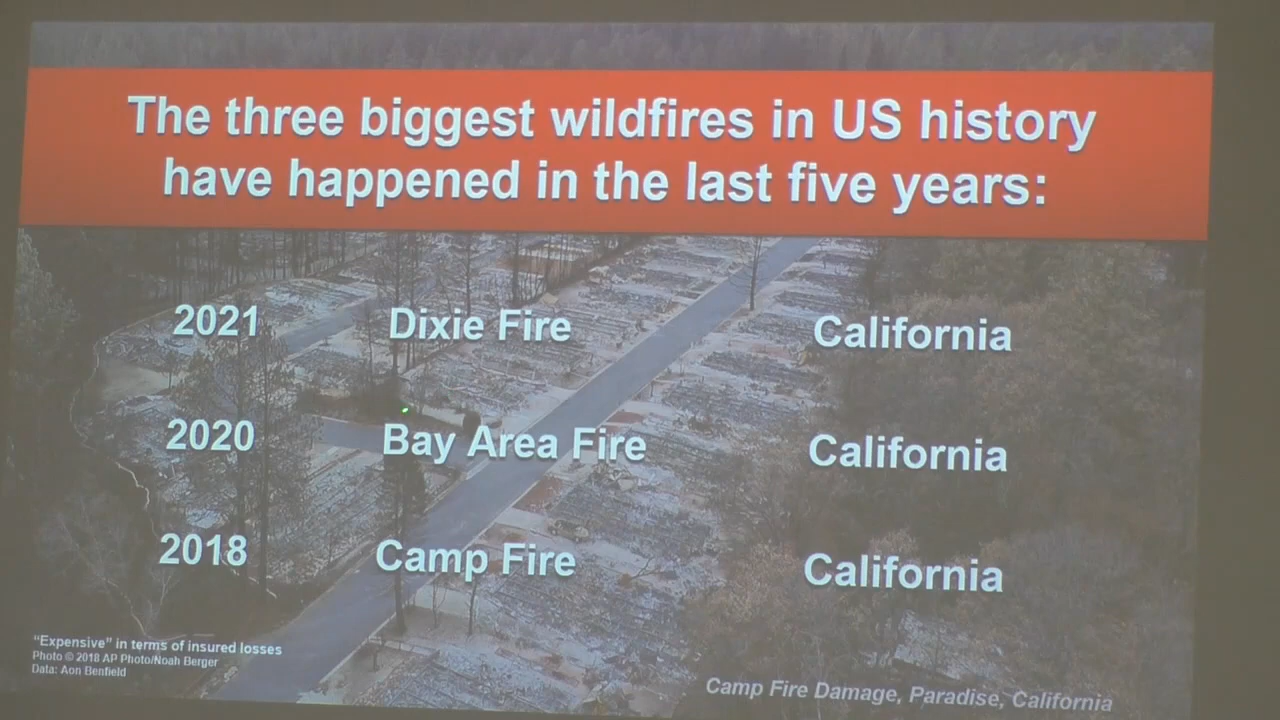 The three biggest wildfires in US history
have happened in the last five years:
2021 Dixie Fire California
2020 Bay Area Fire California
2018 Camp Fire California
“Expensive” in terms of insured losses
Photo © 2018 AP Photo/Noah Berger
Data: Aon Benfield
Camp Fire Damage, Paradise, California